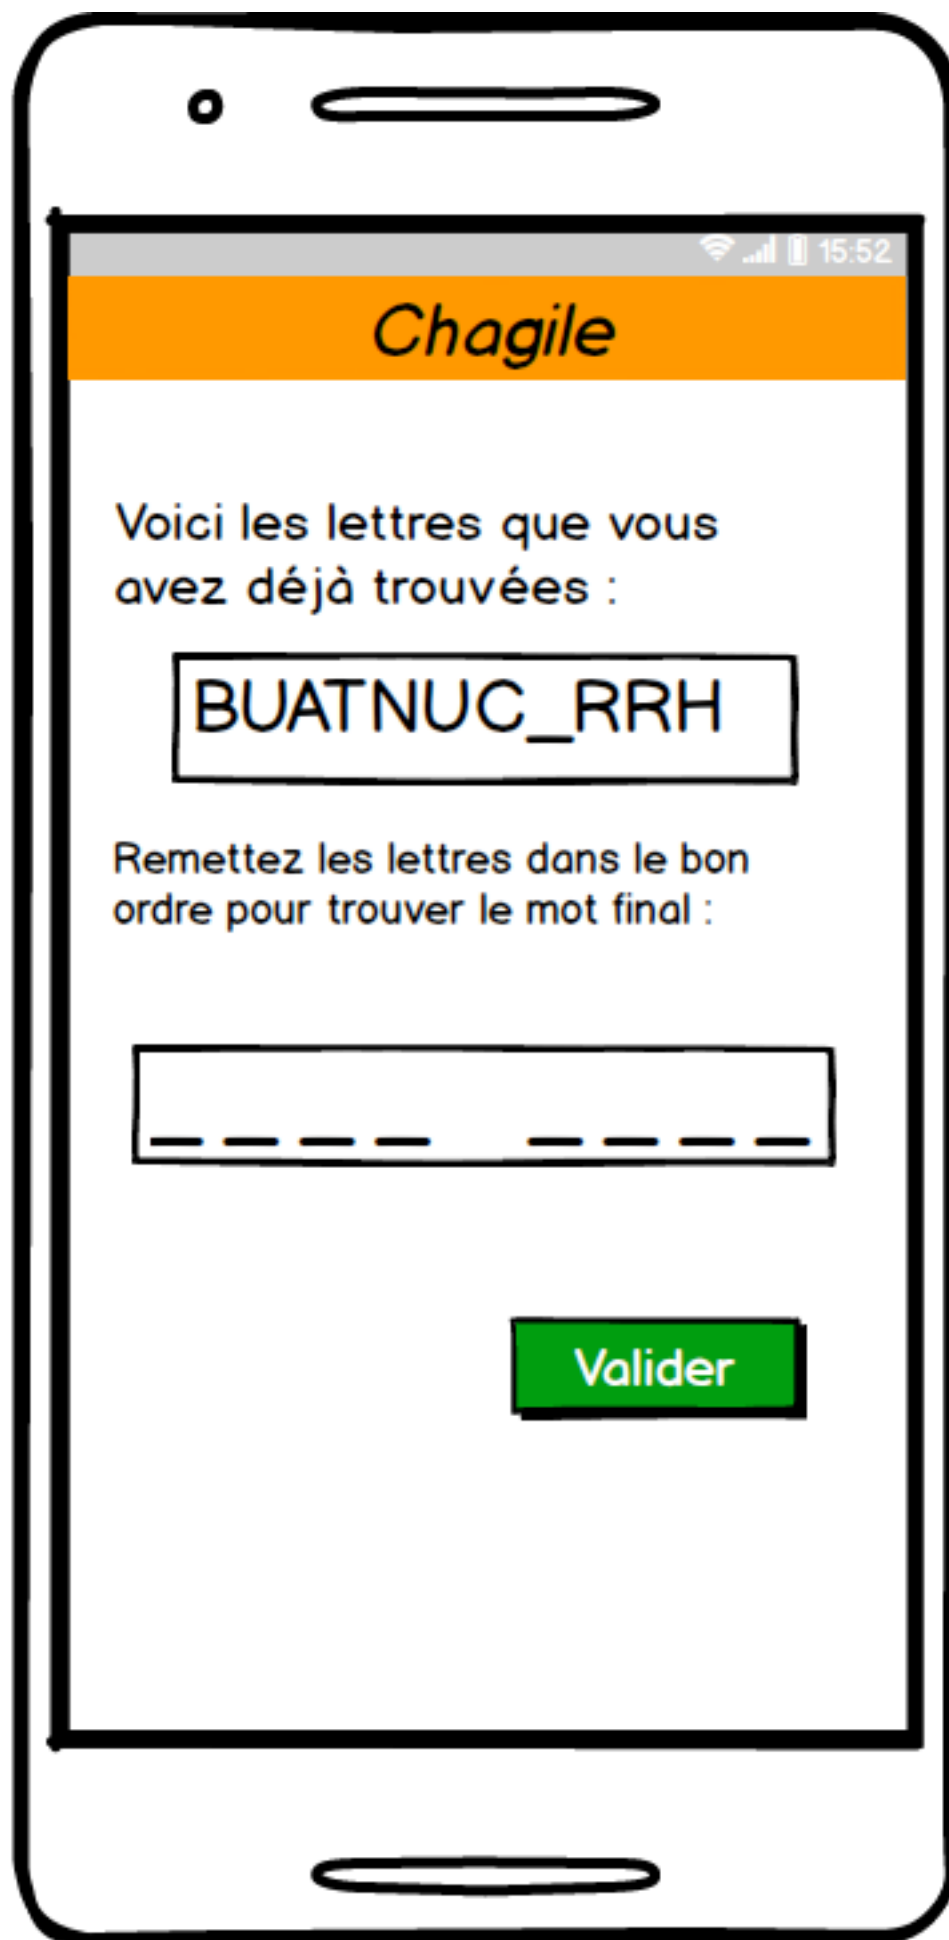 15:52
Chagile
Voici les lettres que vous
avez déjà trouvées :
BUATNUC_RRH
Remettez les lettres dans le bon
ordre pour trouver le mot final :
_ _ _ _  _ _ _ _
Valider